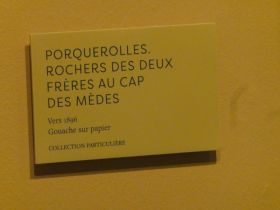 PORQUEROLLES,
ROCHERS DES DEUX
FRÈRES AU CAP
DES MÈDES
Vers 1896
Gouache sur papier
COLLECTION PARTICULIÈRE